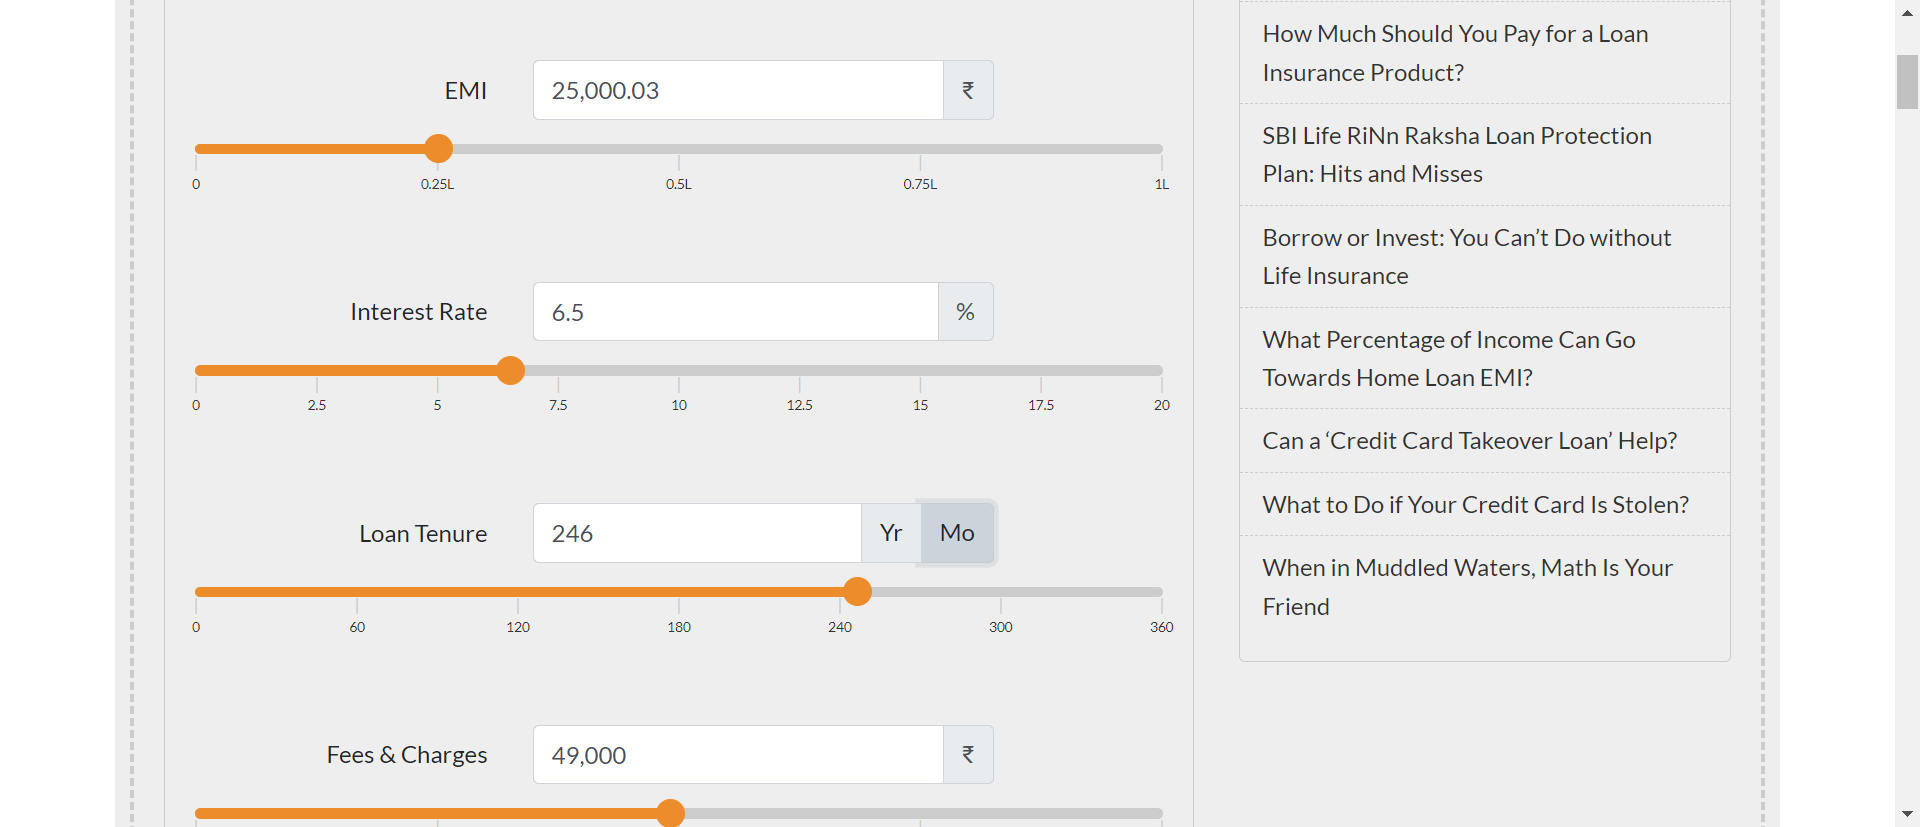 EMI
25,000.03
₹
0 0.25L 0.5L 0.75L 1L
Interest Rate
6.5
%
0 2.5 5 7.5 10 12.5 15 17.5 20
Loan Tenure
246
Yr
Mo
0 60 120 180 240 300 360
Fees & Charges
49,000
₹
How Much Should You Pay for a Loan
Insurance Product?
SBI Life RiNn Raksha Loan Protection
Plan: Hits and Misses
Borrow or Invest: You Can’t Do without
Life Insurance
What Percentage of Income Can Go
Towards Home Loan EMI?
Can a ‘Credit Card Takeover Loan’ Help?
What to Do if Your Credit Card Is Stolen?
When in Muddled Waters, Math Is Your
Friend